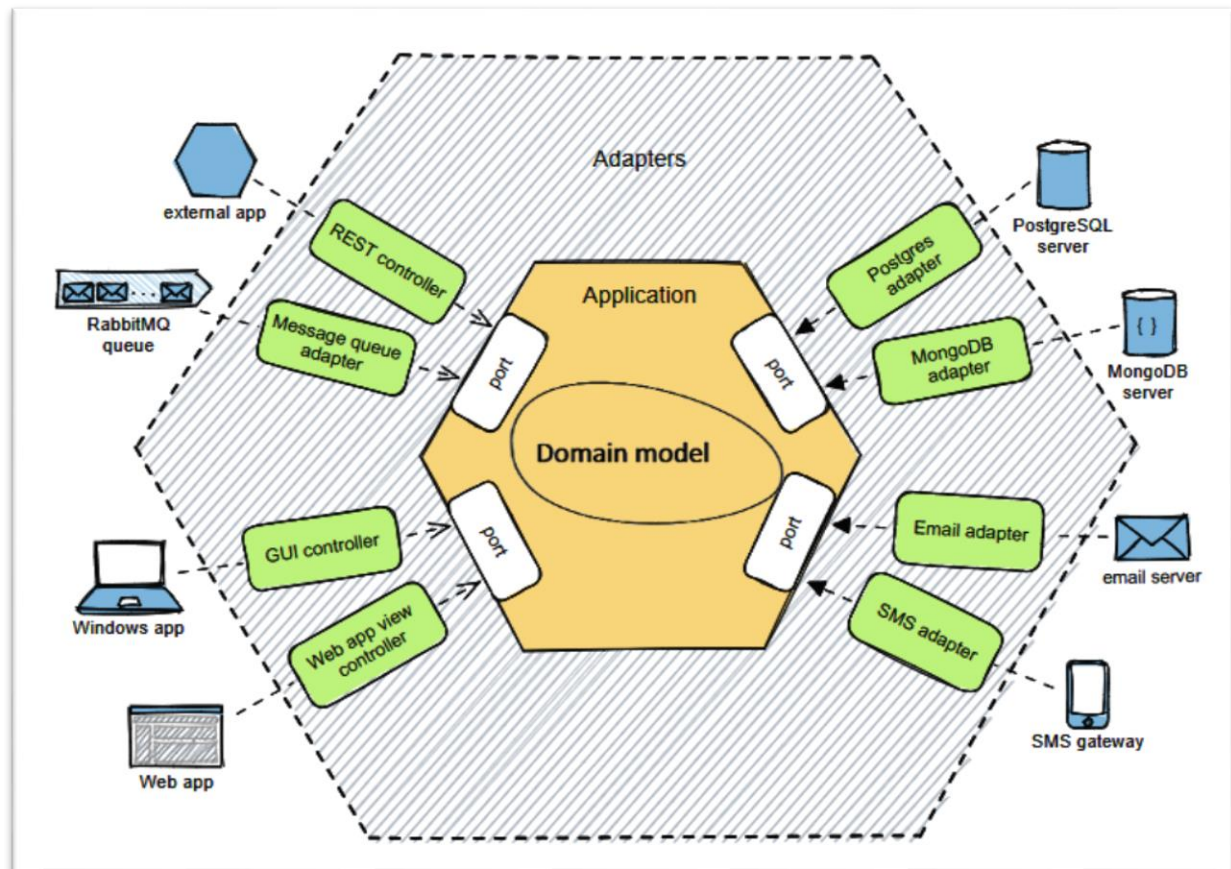 Adapters
external app
REST controller
RabbitMQ
queue
Message queue
adapter
Application
port
port
Postgres
adapter
PostgreSQL
server
MongoDB
adapter
{ }
MongoDB
server
Domain model
GUI controller
Windows app
port
port
Email adapter
email server
Web app view
controller
Web app
SMS adapter
SMS gateway